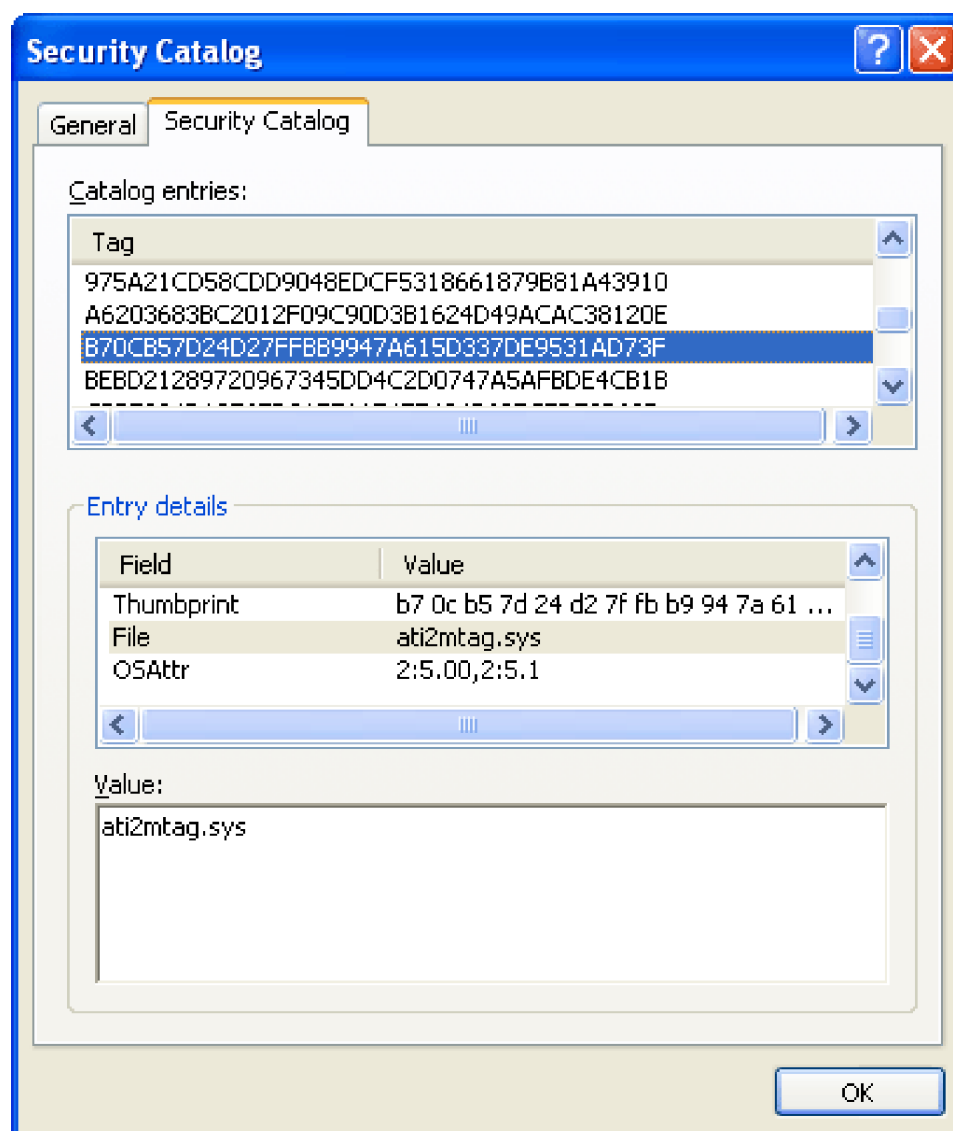 Security Catalog
General
Security Catalog
Catalog entries:
Tag
975A21CD58CDD9048EDCF5318661879B81A43910
A6203683BC2012F09C90D3B1624D49ACAC38120E
B70CB57D24D27FFBB9947A615D337DE9531AD73F
BEBD21289720967345DD4C2D0747A5AFBDE4CB1B
Entry details
Field Value
Thumbprint b7 0c b5 7d 24 d2 7f fb b9 94 7a 61 ...
File ati2mtag.sys
OSAttr 2:5.00,2:5.1
Value:
ati2mtag.sys
OK